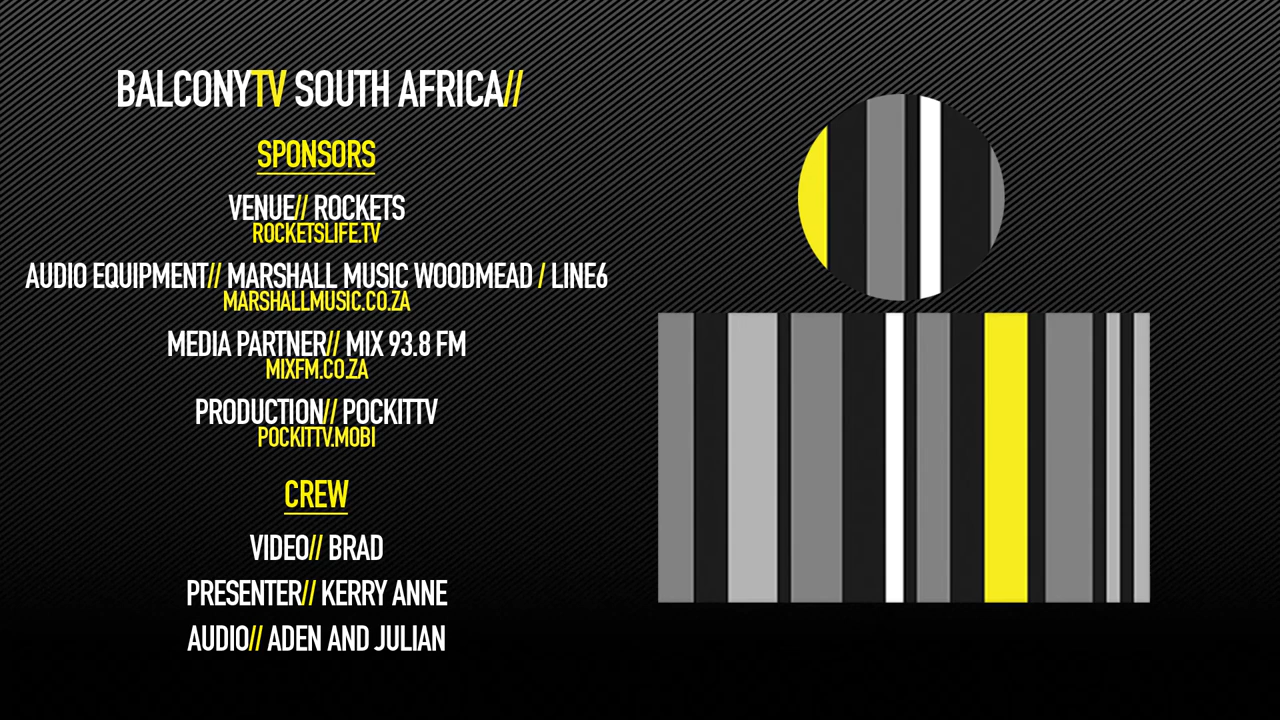 BALCONYTV SOUTH AFRICA//
SPONSORS
VENUE// ROCKETS
ROCKETSLIFE.TV
AUDIO EQUIPMENT// MARSHALL MUSIC WOODMEAD / LINE6
MARSHALLMUSIC.CO.ZA
MEDIA PARTNER// MIX 93.8 FM
MIXFM.CO.ZA
PRODUCTION// POCKITTV
POCKITTV.MOBI
CREW
VIDEO// BRAD
PRESENTER// KERRY ANNE
AUDIO// ADEN AND JULIAN